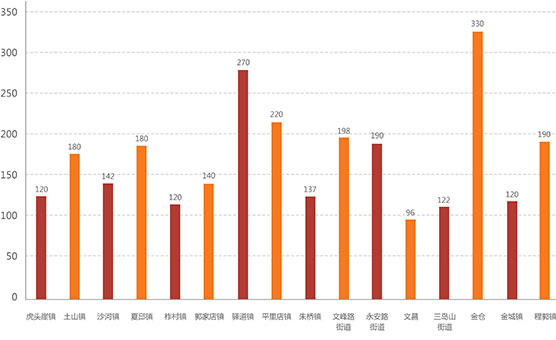 350
300
250
200
150
100
50
0
120
180
142
180
120
140
270
220
137
198
190
96
122
330
120
190
虎头崖镇
土山镇
沙河镇
夏邱镇
柞村镇
郭家店镇
驿道镇
平里店镇
朱桥镇
文峰路
街道
永安路
街道
文昌
三岛山
街道
金仓
金城镇
程郭镇